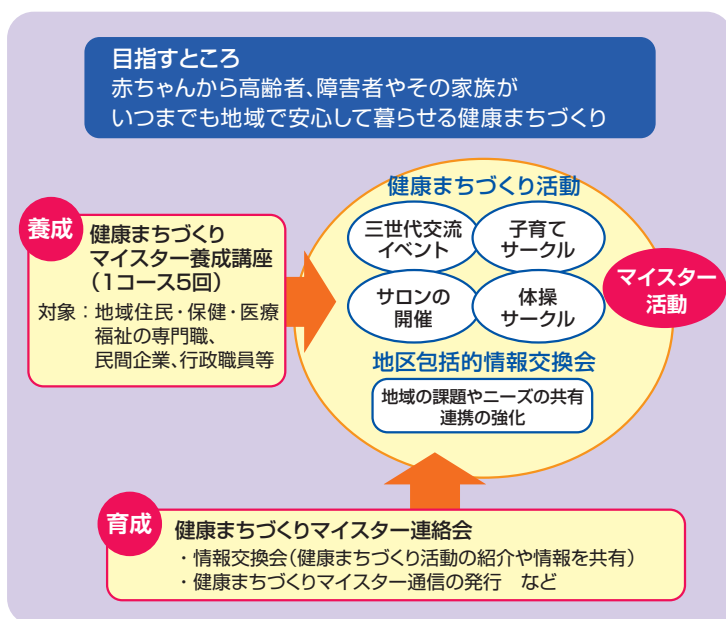 目指すところ
赤ちゃんから高齢者、障害者やその家族が
いつまでも地域で安心して暮らせる健康まちづくり
養成
健康まちづくり
マイスター養成講座
（1コース5回）
対象：地域住民・保健・医療
福祉の専門職、
民間企業、行政職員等
健康まちづくり活動
三世代交流
イベント
子育て
サークル
サロンの
開催
体操
サークル
マイスター
活動
地区包括的情報交換会
地域の課題やニーズの共有
連携の強化
育成
健康まちづくりマイスター連絡会
・情報交換会（健康まちづくり活動の紹介や情報を共有）
・健康まちづくりマイスター通信の発行　など